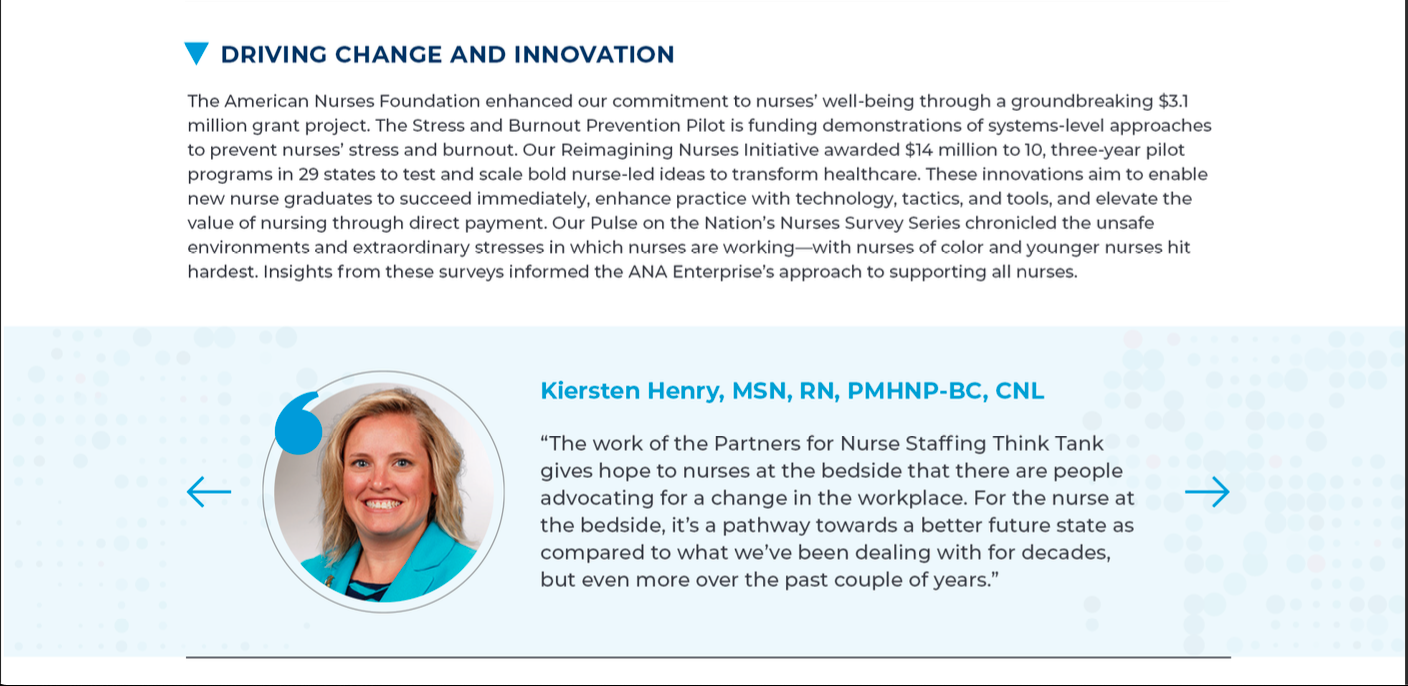 DRIVING CHANGE AND INNOVATION
The American Nurses Foundation enhanced our commitment to nurses’ well-being through a groundbreaking $3.1
million grant project. The Stress and Burnout Prevention Pilot is funding demonstrations of systems-level approaches
to prevent nurses’ stress and burnout. Our Reimagining Nurses Initiative awarded $14 million to 10, three-year pilot
programs in 29 states to test and scale bold nurse-led ideas to transform healthcare. These innovations aim to enable
new nurse graduates to succeed immediately, enhance practice with technology, tactics, and tools, and elevate the
value of nursing through direct payment. Our Pulse on the Nation’s Nurses Survey Series chronicled the unsafe
environments and extraordinary stresses in which nurses are working—with nurses of color and younger nurses hit
hardest. Insights from these surveys informed the ANA Enterprise’s approach to supporting all nurses.
Kiersten Henry, MSN, RN, PMHNP-BC, CNL
“The work of the Partners for Nurse Staffing Think Tank
gives hope to nurses at the bedside that there are people
advocating for a change in the workplace. For the nurse at
the bedside, it’s a pathway towards a better future state as
compared to what we’ve been dealing with for decades,
but even more over the past couple of years.”